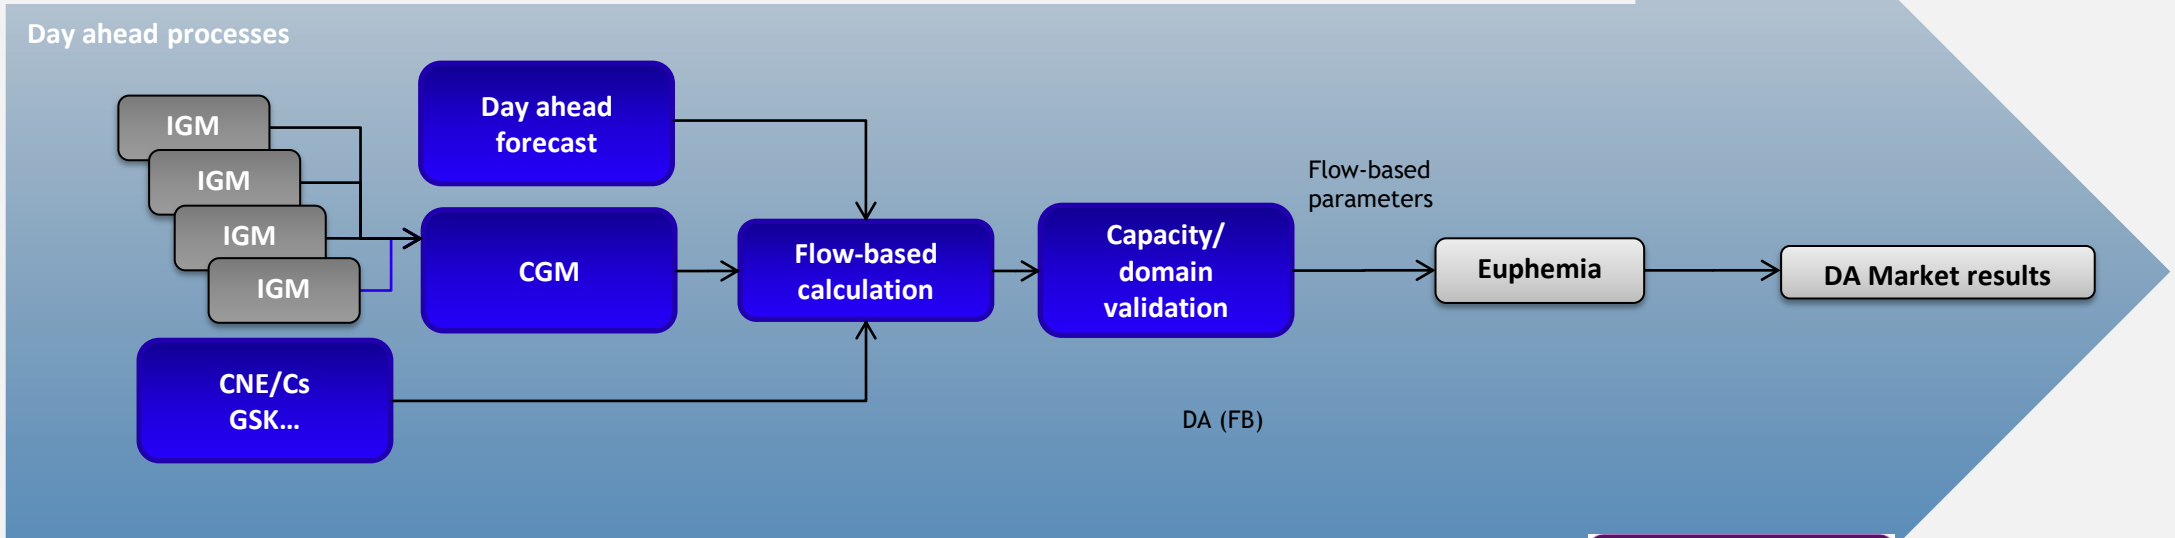 Day ahead processes
IGM
IGM
IGM
IGM
Day ahead
forecast
CGM
CNE/Cs
GSK...
Flow-based
calculation
Capacity/
domain
validation
Flow-based
parameters
Euphemia
DA Market results
DA (FB)